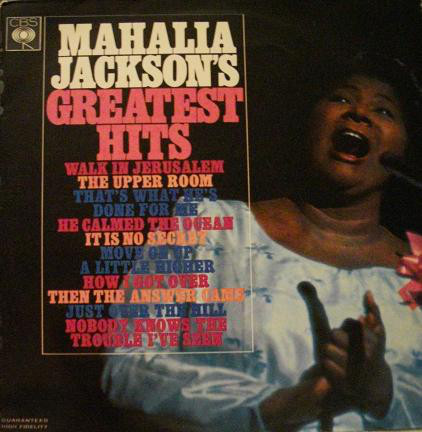 CBS
MAHALIA
JACKSON'S
GREATEST
HITS
WALK IN JERUSALEM
THE UPPER ROOM
THAT'S WHAT HE'S
DONE FOR ME
HE CALMED THE OCEAN
IT IS NO SECRET
MOVE ON UP
A LITTLE HIGHER
HOW I GOT OVER
THEN THE ANSWER CAME
JUST OVER THE HILL
NOBODY KNOWS THE
TROUBLE I'VE SEEN
GUARANTEED
HIGH FIDELITY